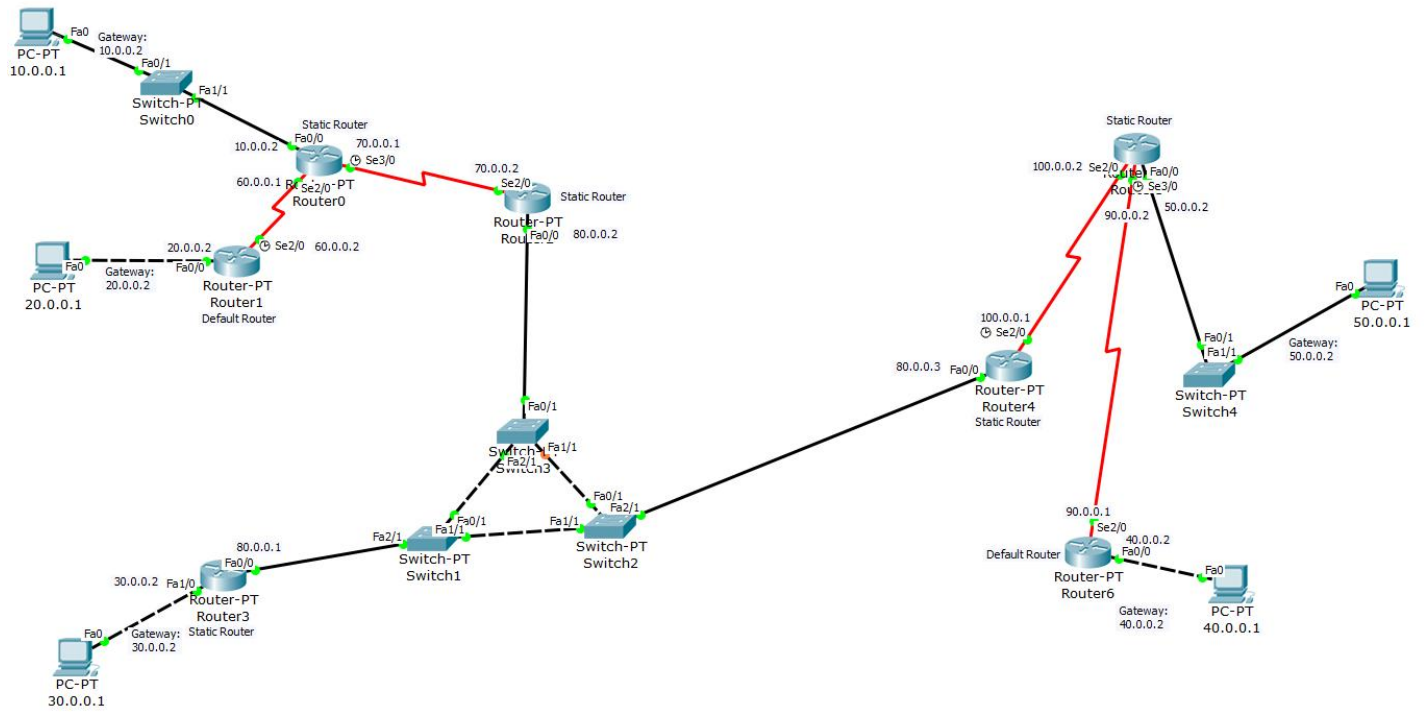 Fa0
Gateway:
10.0.0.2
PC-PT
10.0.0.1
Fa0/1
Fa1/1
Switch-PT
Switch0
Static Router
10.0.0.2
Fa0/0
70.0.0.1
Se3/0
60.0.0.1
Se2/0
Router0
70.0.0.2
Se2/0
Static Router
Router-PT
Fa0/0
80.0.0.2
20.0.0.2
Se2/0
60.0.0.2
Fa0
Gateway:
20.0.0.2
Fa0/0
PC-PT
20.0.0.1
Router-PT
Router1
Default Router
Static Router
100.0.0.2
Se2/0
Fa0/0
Se3/0
50.0.0.2
90.0.0.2
Fa0
PC-PT
50.0.0.1
Fa0/1
Fa1/1
Gateway:
50.0.0.2
Switch-PT
Switch4
100.0.0.1
Se2/0
80.0.0.3
Fa0/0
Router-PT
Router4
Static Router
Fa0/1
Fa1/1
Fa2/1
Switch3
Fa0/1
Fa2/1
Fa1/1
Switch-PT
Switch2
Fa0/1
Fa1/1
Fa2/1
Switch-PT
Switch1
80.0.0.1
Fa0/0
30.0.0.2
Fa1/0
Router-PT
Router3
Static Router
Fa0
Gateway:
30.0.0.2
PC-PT
30.0.0.1
90.0.0.1
Se2/0
40.0.0.2
Default Router
Fa0/0
Router-PT
Router6
Fa0
Gateway:
40.0.0.2
PC-PT
40.0.0.1